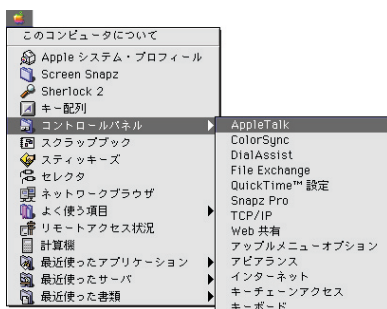 このコンピュータについて
Apple システム・プロフィール
Screen Snapz
Sherlock 2
キー配列
コントロールパネル
スクラップブック
スティッキーズ
セレクタ
ネットワークブラウザ
よく使う項目
リモートアクセス状況
計算機
最近使ったアプリケーション
最近使ったサーバ
最近使った書類
AppleTalk
ColorSync
DialAssist
File Exchange
QuickTime™ 設定
Snapz Pro
TCP/IP
Web 共有
アップルメニューオプション
アピアランス
インターネット
キーチェーンアクセス
キーボード